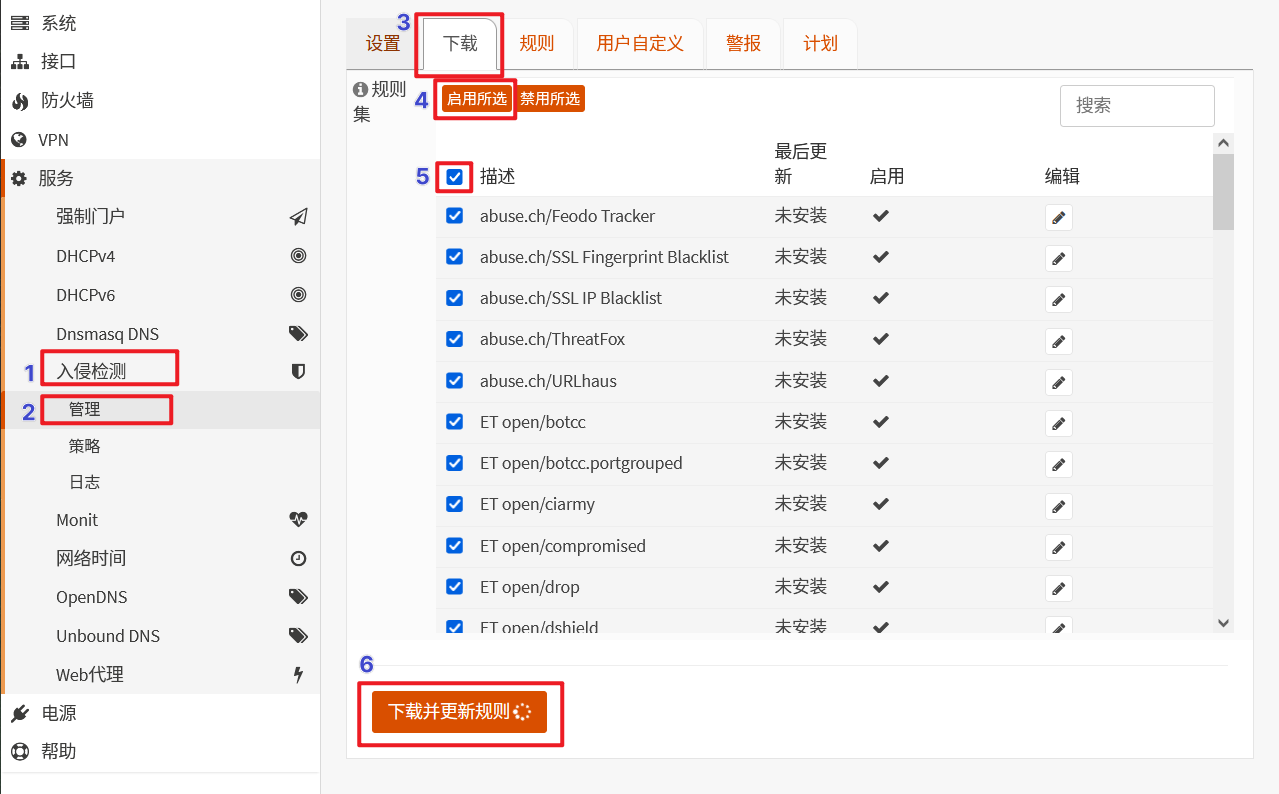 系统
接口
防火墙
VPN
服务
强制门户
DHCPv4
DHCPv6
Dnsmasq DNS
1 入侵检测
2 管理
策略
日志
Monit
网络时间
OpenDNS
Unbound DNS
Web代理
电源
帮助
设置 3 下载 规则 用户自定义 警报 计划
规则
集
4 启用所选 禁用所选 搜索
5 描述 最后更
新 启用 编辑
abuse.ch/Feodo Tracker 未安装
abuse.ch/SSL Fingerprint Blacklist 未安装
abuse.ch/SSL IP Blacklist 未安装
abuse.ch/ThreatFox 未安装
abuse.ch/URLhaus 未安装
ET open/botcc 未安装
ET open/botcc.portgrouped 未安装
ET open/ciarmy 未安装
ET open/compromised 未安装
ET open/drop 未安装
ET open/dshield 未安装
6
下载并更新规则